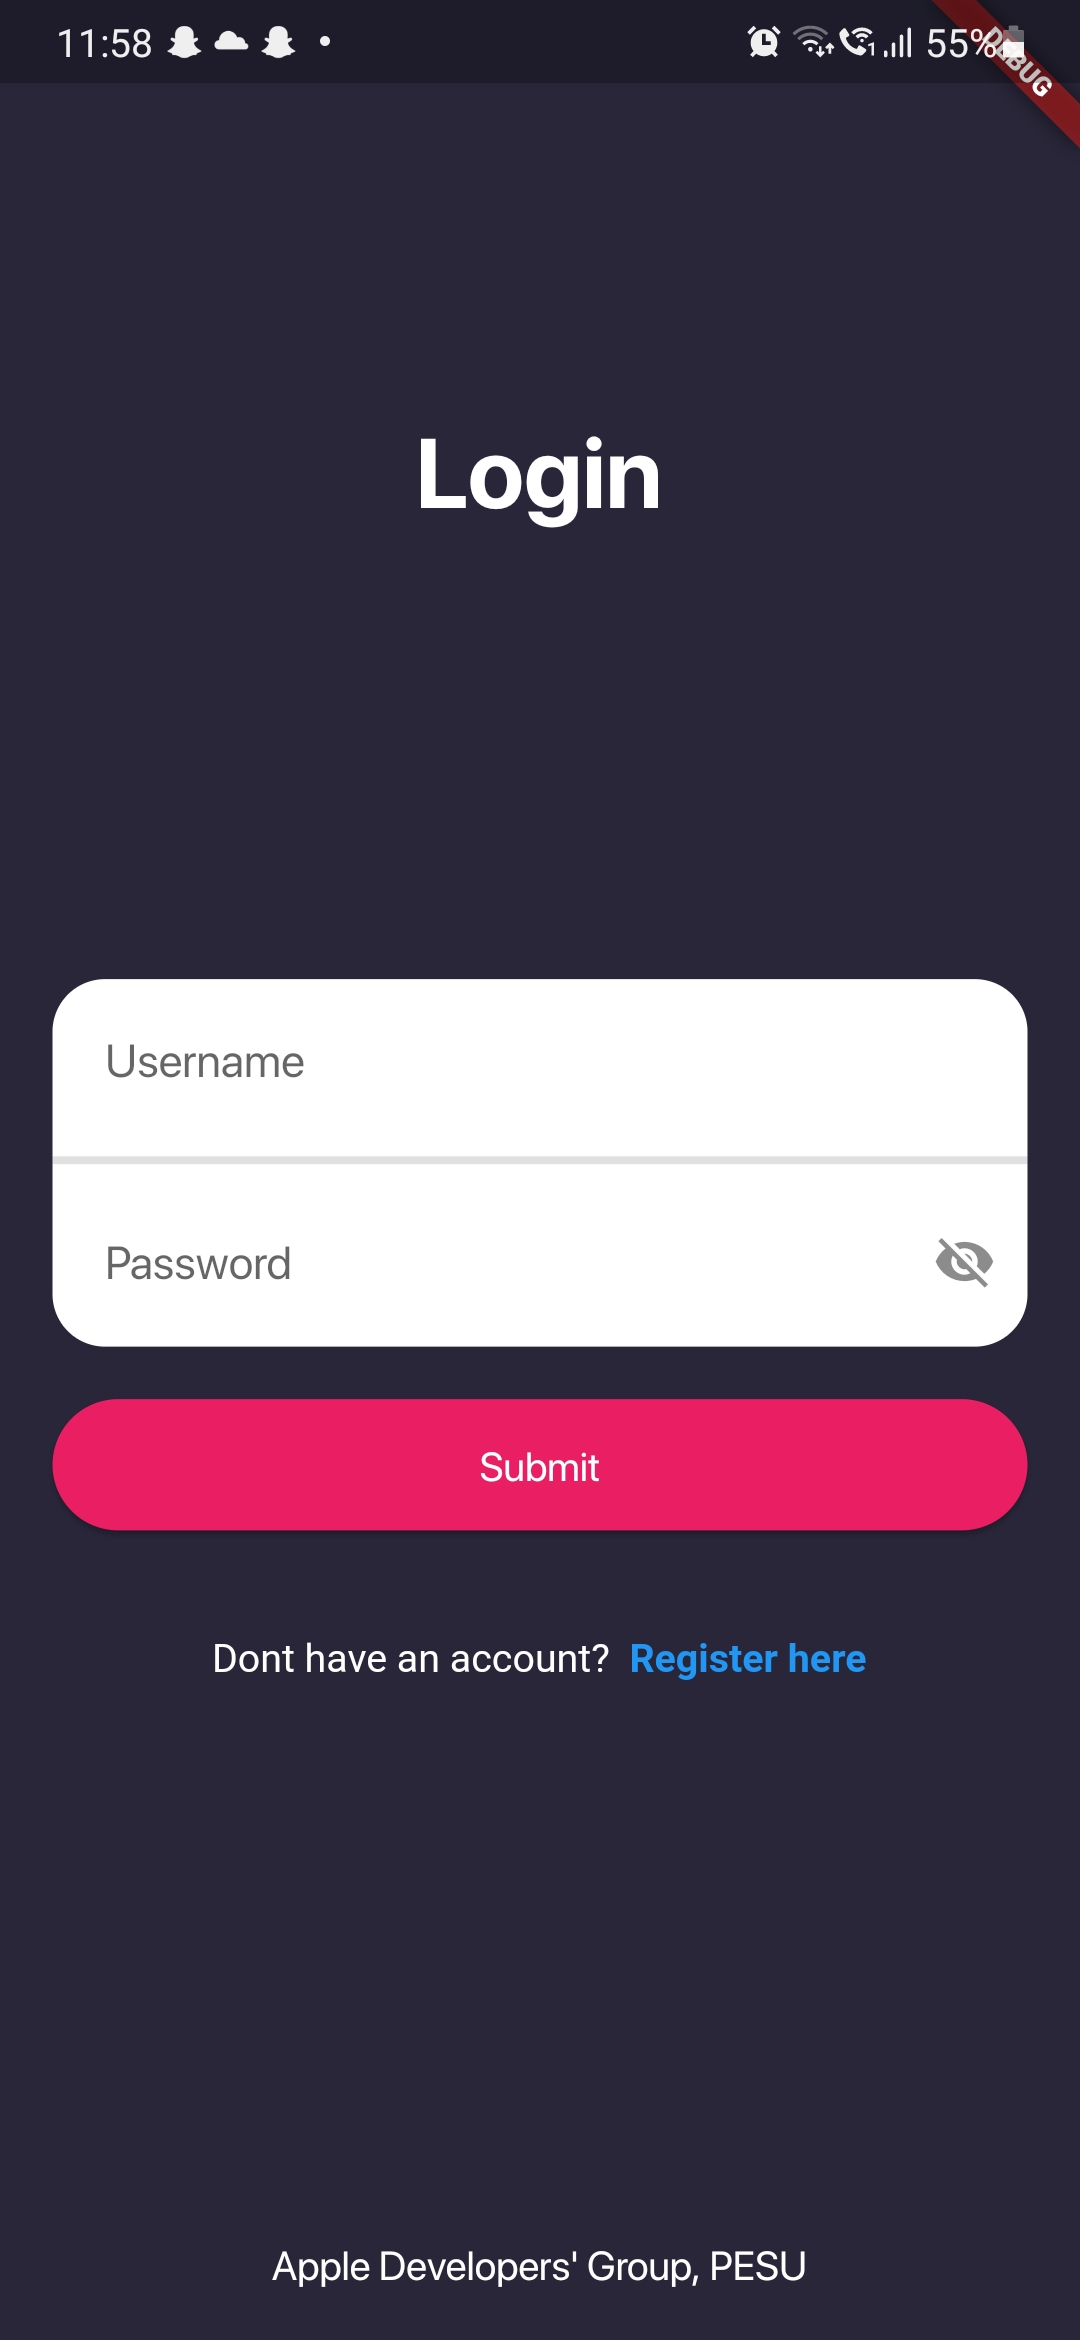 11:58 55%
DEBUG
Login
Username
Password
Submit
Dont have an account? Register here
Apple Developers' Group, PESU